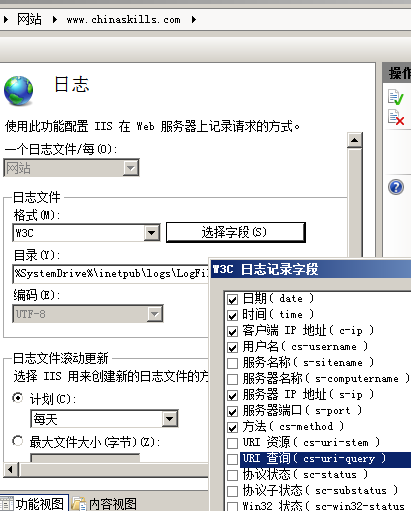 网站 ▸ www.chinaskills.com ▸
日志
操作
使用此功能配置 IIS 在 Web 服务器上记录请求的方式。
一个日志文件/每(O):
网站
日志文件
格式(M):
W3C
选择字段(S)
目录(Y):
%SystemDrive%\inetpub\logs\LogFil
编码(E):
UTF-8
日志文件滚动更新
选择 IIS 用来创建新的日志文件的方
计划(C):
每天
最大文件大小(字节)(Z):
功能视图 内容视图
W3C 日志记录字段
日期( date )
时间( time )
客户端 IP 地址( c-ip )
用户名( cs-username )
服务名称( s-sitename )
服务器名称( s-computername )
服务器 IP 地址( s-ip )
服务器端口( s-port )
方法( cs-method )
URI 资源( cs-uri-stem )
URI 查询( cs-uri-query )
协议状态( sc-status )
协议子状态( sc-substatus )
Win32 状态( sc-win32-status